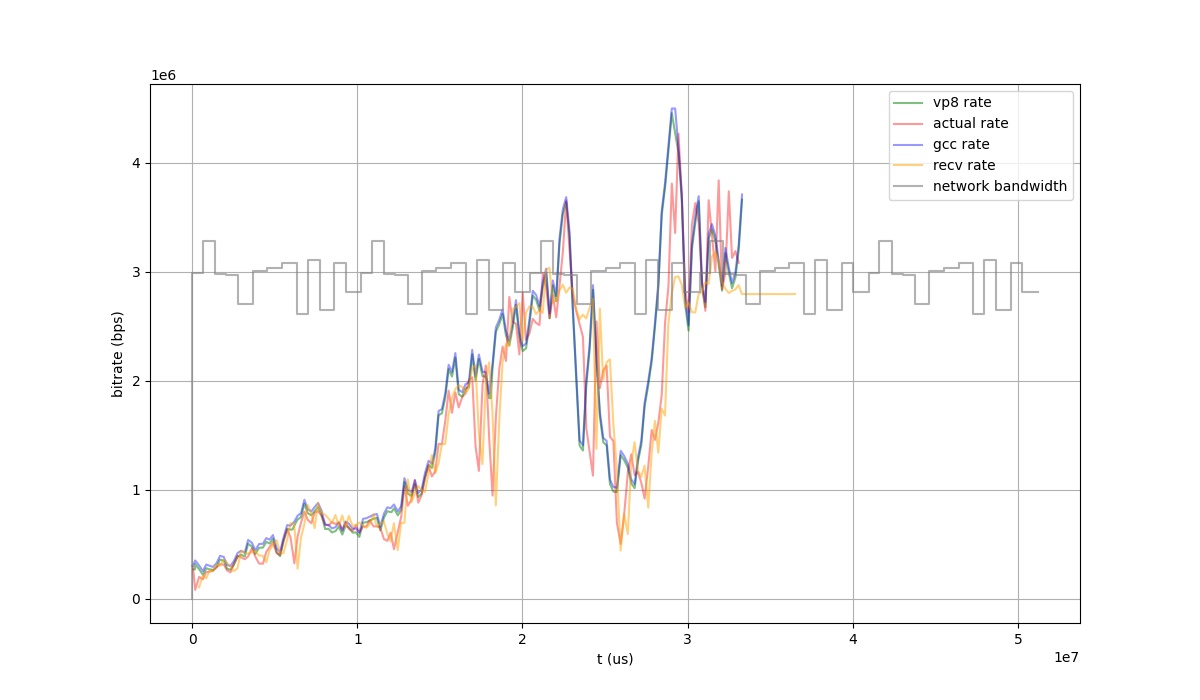 1e6
bitrate (bps)
4
3
2
1
0
vp8 rate
actual rate
gcc rate
recv rate
network bandwidth
0 1 2 3 4 5
t (us)
1e7